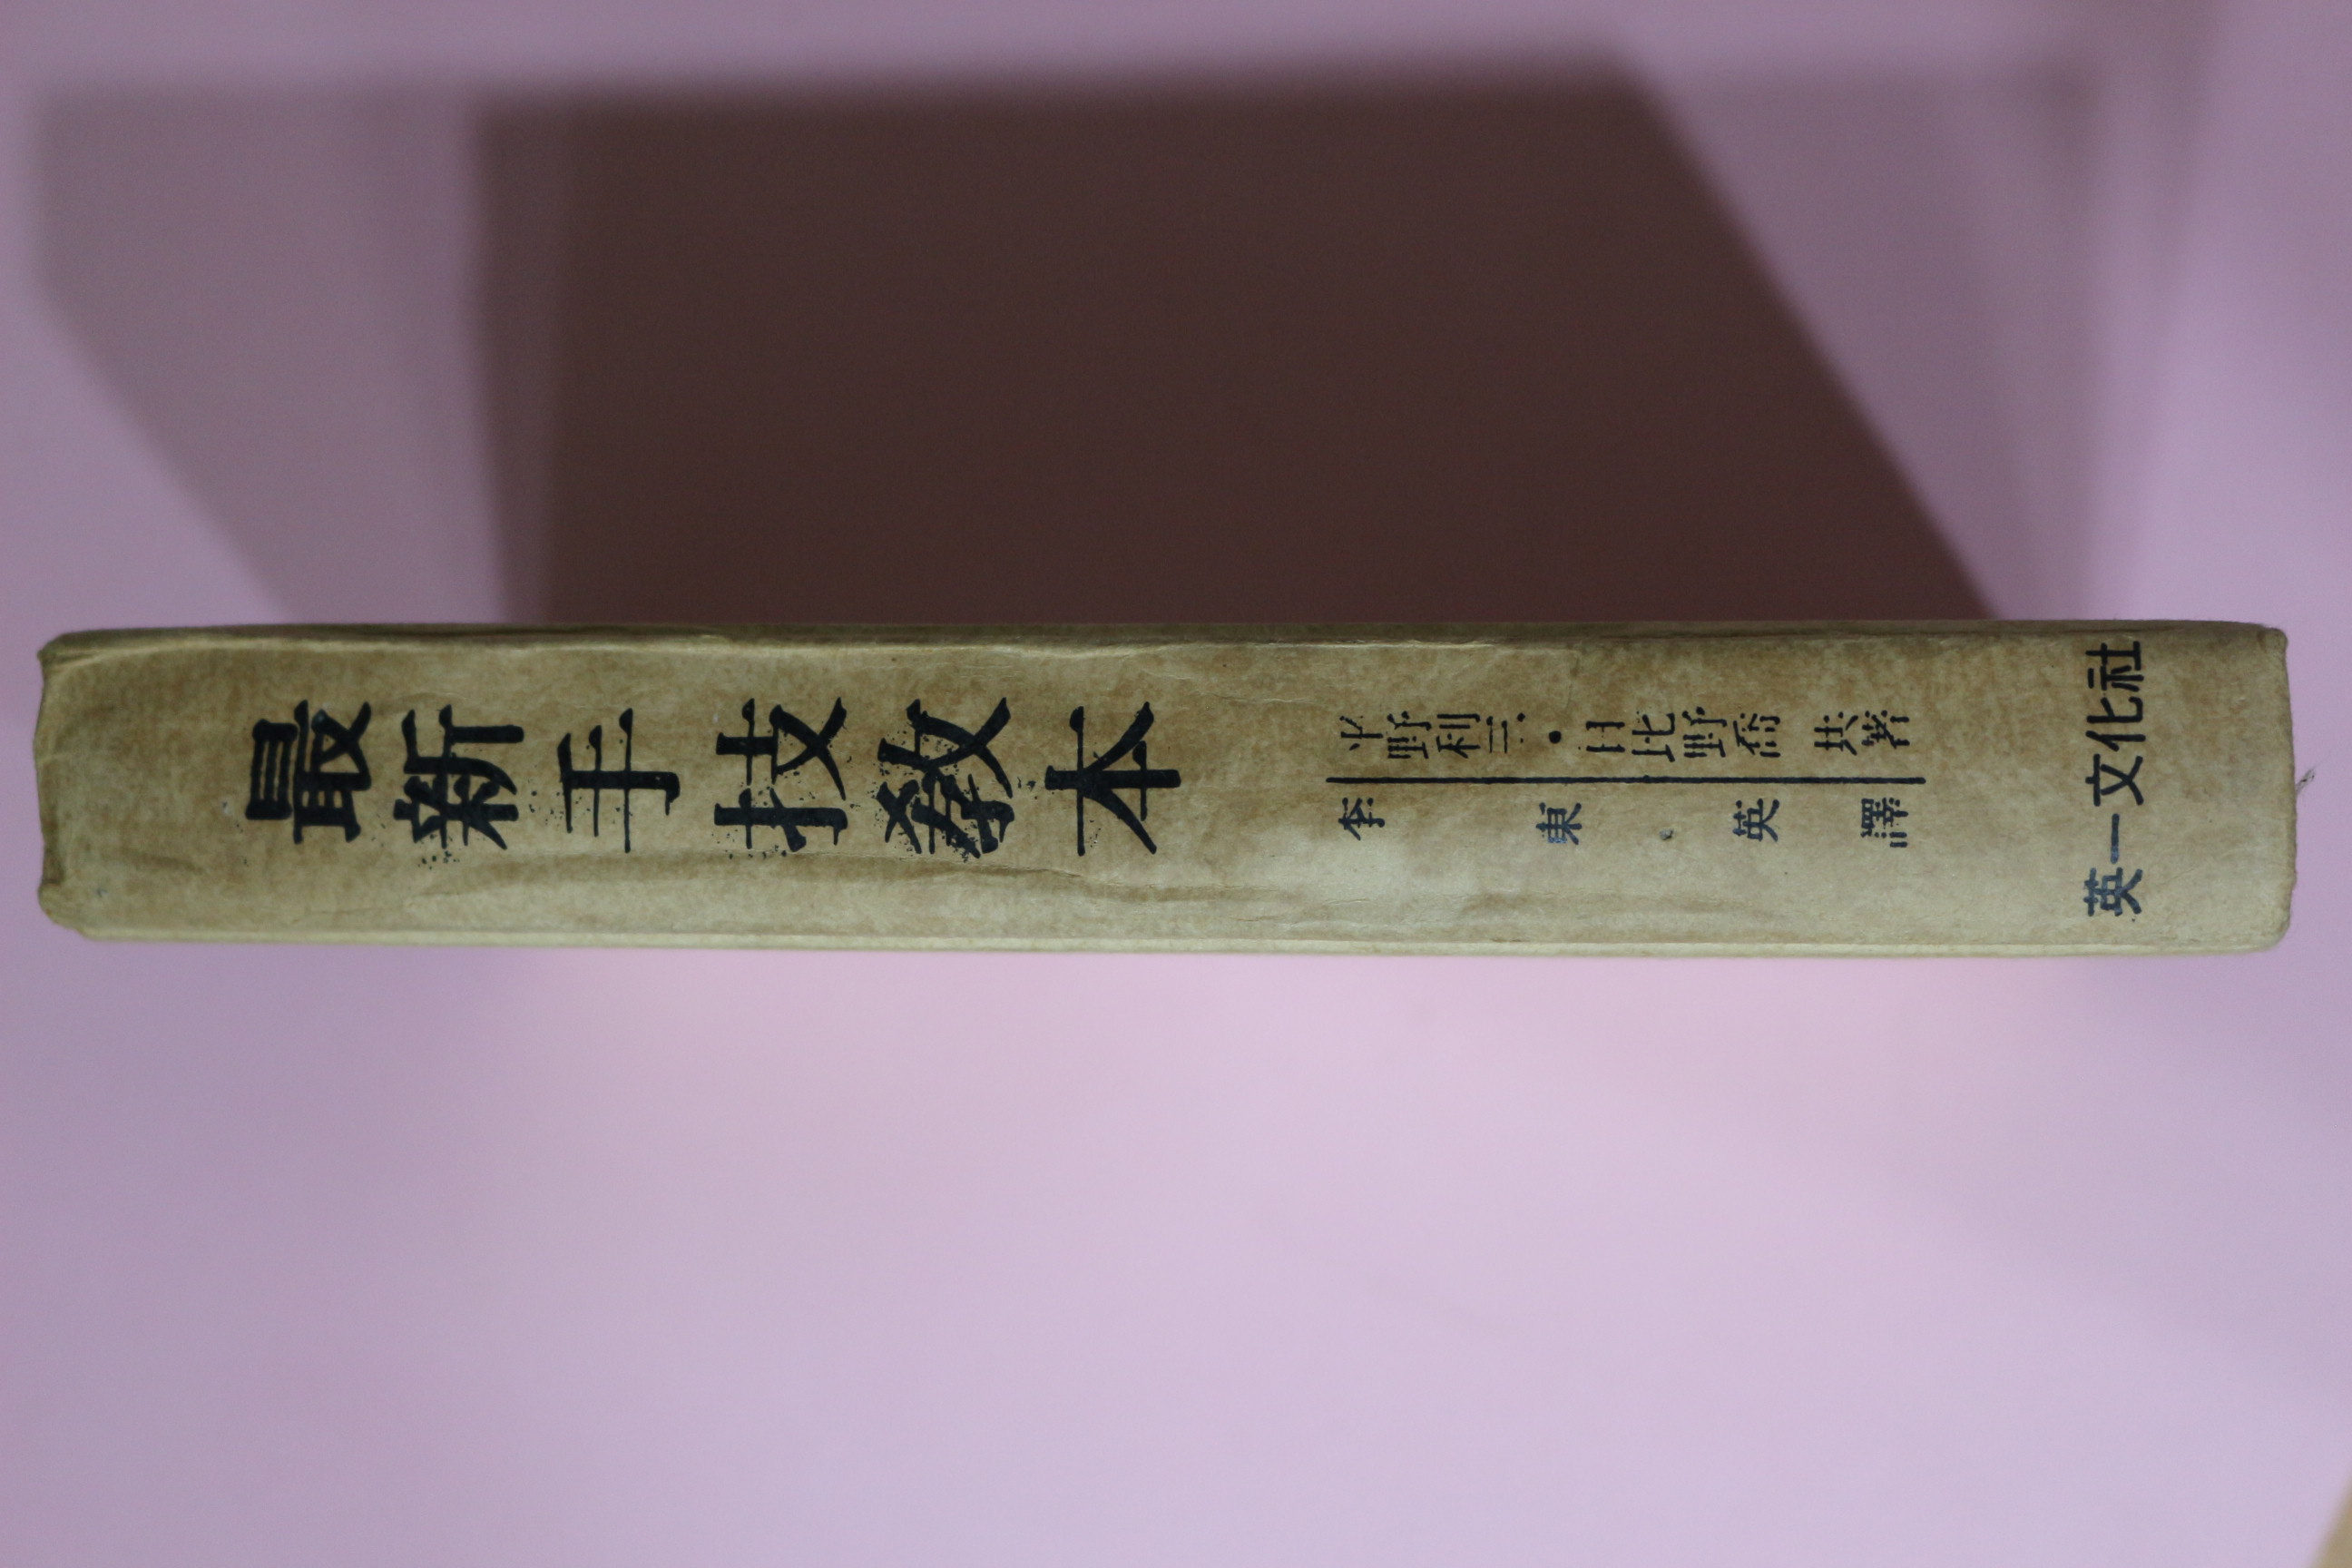 最新手技教本
平野利三・日比野喬 共著
李東英 譯
英一文化社